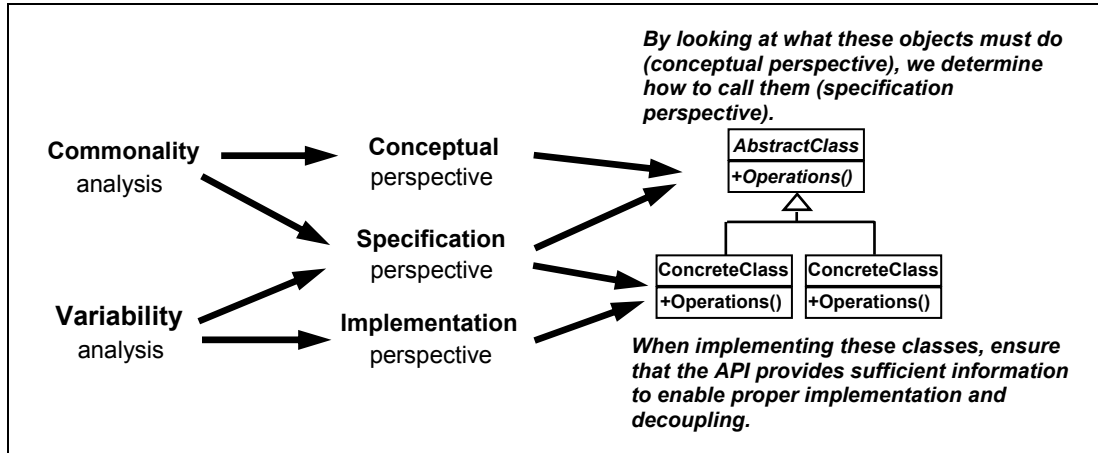 By looking at what these objects must do
(conceptual perspective), we determine
how to call them (specification
perspective).
Commonality
analysis
Conceptual
perspective
AbstractClass
+Operations()
Specification
perspective
ConcreteClass
+Operations()
ConcreteClass
+Operations()
Variability
analysis
Implementation
perspective
When implementing these classes, ensure
that the API provides sufficient information
to enable proper implementation and
decoupling.